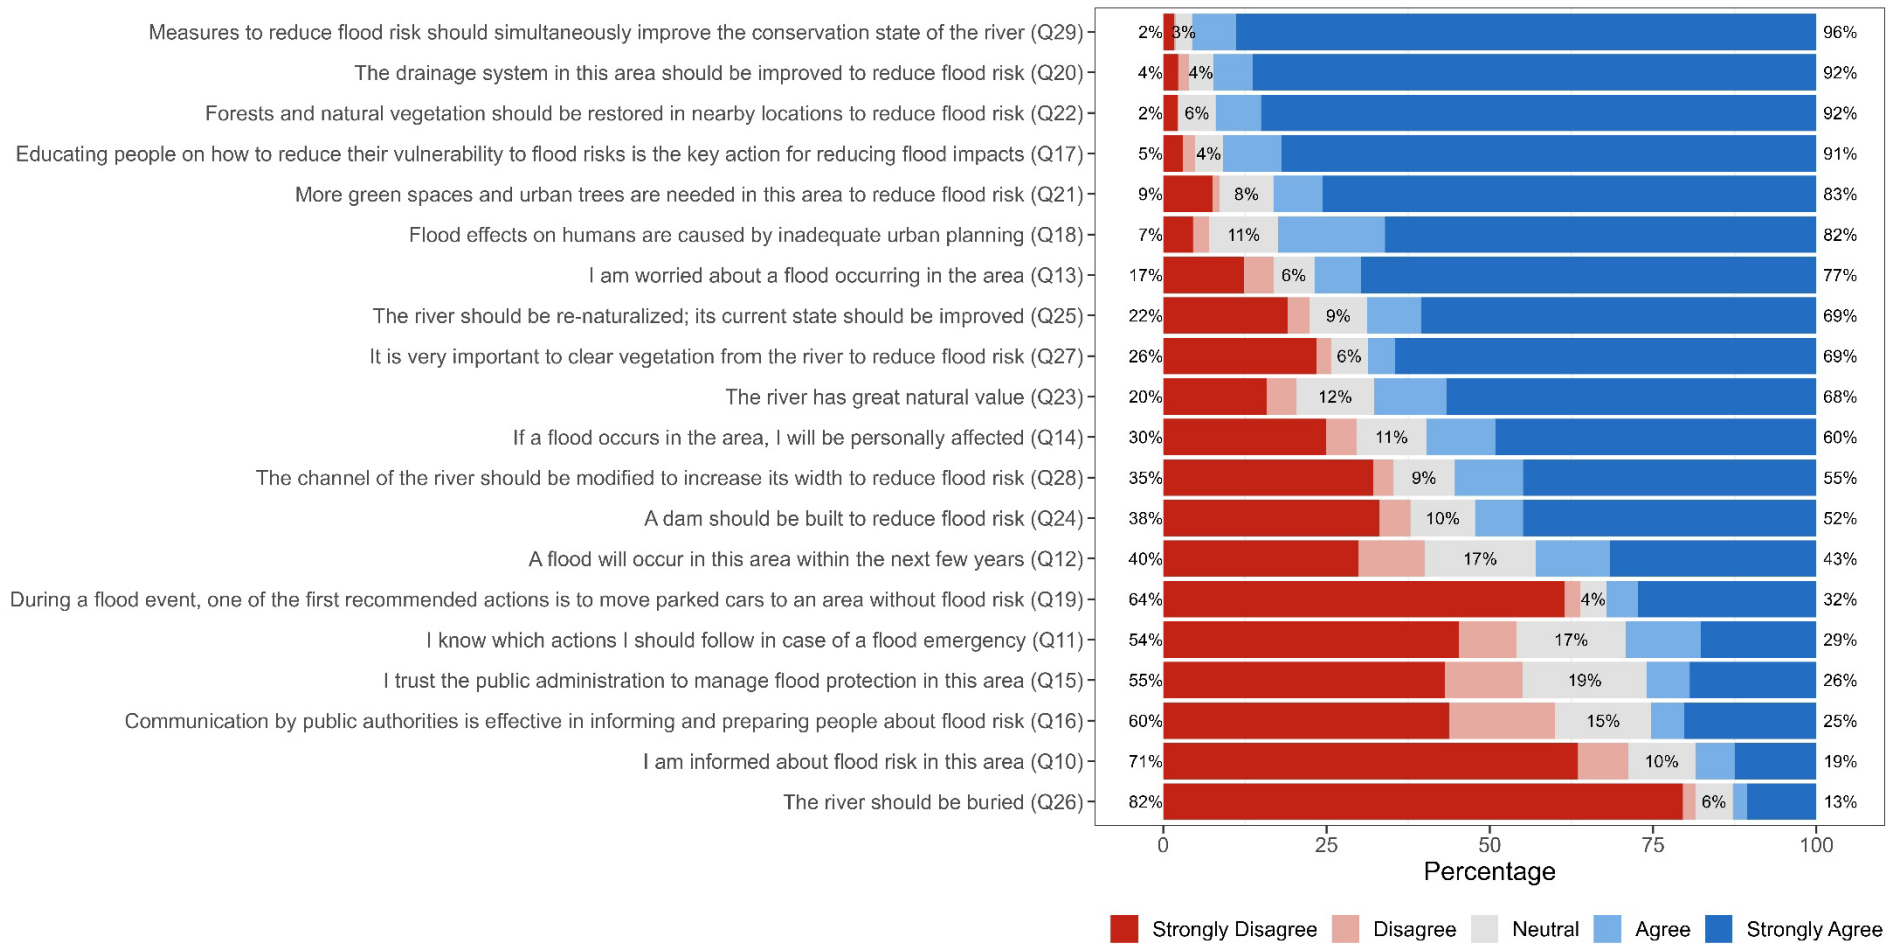 Measures to reduce flood risk should simultaneously improve the conservation state of the river (Q29) 2% 3% 96%
The drainage system in this area should be improved to reduce flood risk (Q20) 4% 4% 92%
Forests and natural vegetation should be restored in nearby locations to reduce flood risk (Q22) 2% 6% 92%
Educating people on how to reduce their vulnerability to flood risks is the key action for reducing flood impacts (Q17) 5% 4% 91%
More green spaces and urban trees are needed in this area to reduce flood risk (Q21) 9% 8% 83%
Flood effects on humans are caused by inadequate urban planning (Q18) 7% 11% 82%
I am worried about a flood occurring in the area (Q13) 17% 6% 77%
The river should be re-naturalized; its current state should be improved (Q25) 22% 9% 69%
It is very important to clear vegetation from the river to reduce flood risk (Q27) 26% 6% 69%
The river has great natural value (Q23) 20% 12% 68%
If a flood occurs in the area, I will be personally affected (Q14) 30% 11% 60%
The channel of the river should be modified to increase its width to reduce flood risk (Q28) 35% 9% 55%
A dam should be built to reduce flood risk (Q24) 38% 10% 52%
A flood will occur in this area within the next few years (Q12) 40% 17% 43%
During a flood event, one of the first recommended actions is to move parked cars to an area without flood risk (Q19) 64% 4% 32%
I know which actions I should follow in case of a flood emergency (Q11) 54% 17% 29%
I trust the public administration to manage flood protection in this area (Q15) 55% 19% 26%
Communication by public authorities is effective in informing and preparing people about flood risk (Q16) 60% 15% 25%
I am informed about flood risk in this area (Q10) 71% 10% 19%
The river should be buried (Q26) 82% 6% 13%
0 25 50 75 100
Percentage
Strongly Disagree Disagree Neutral Agree Strongly Agree